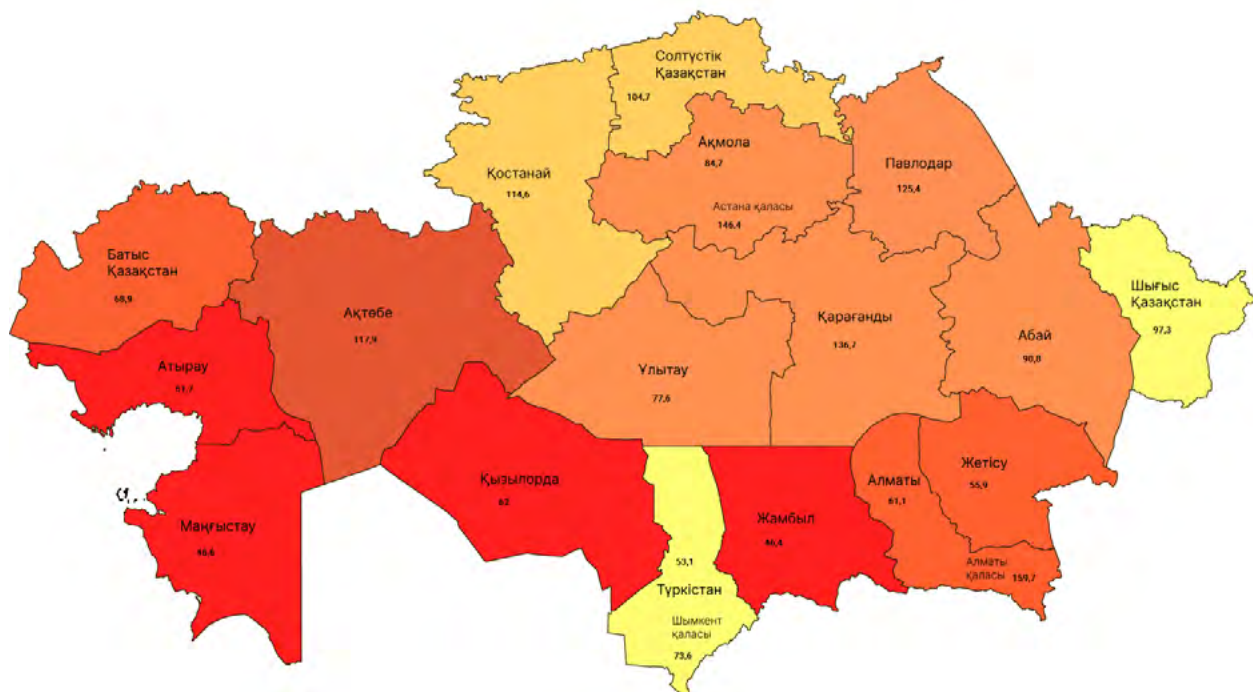 Солтүстік
Қазақстан
104,7
Ақмола
84,7
Павлодар
125,4
Қостанай
114,6
Астана қаласы
146,4
Батыс
Қазақстан
68,9
Шығыс
Қазақстан
97,3
Ақтөбе
117,9
Қарағанды
136,7
Абай
90,8
Атырау
51,7
Ұлытау
77,6
Жетісу
55,9
Қызылорда
62
Алматы
61,1
Маңғыстау
46,6
Жамбыл
46,4
53,1
Түркістан
Алматы
қаласы
159,7
Шымкент
қаласы
73,6